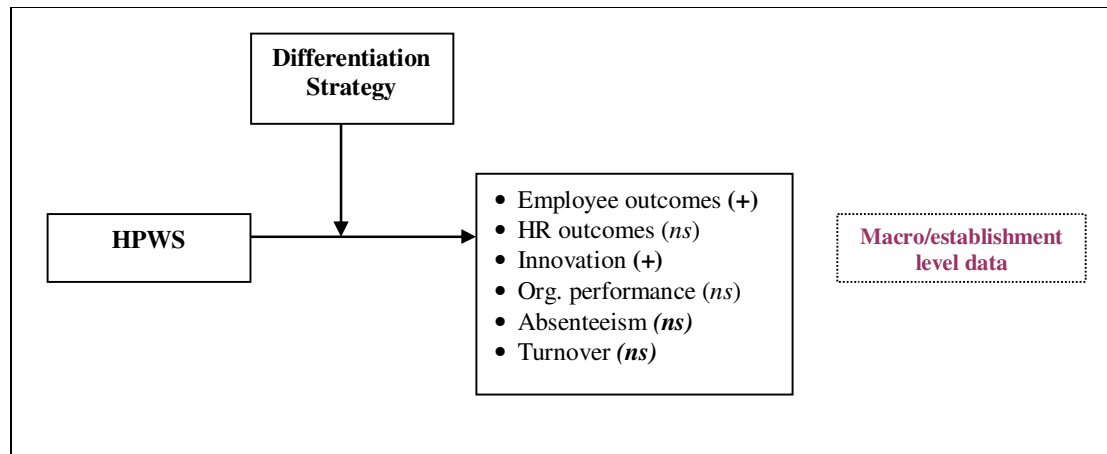 Differentiation
Strategy
HPWS
• Employee outcomes (+)
• HR outcomes (ns)
• Innovation (+)
• Org. performance (ns)
• Absenteeism (ns)
• Turnover (ns)
Macro/establishment
level data